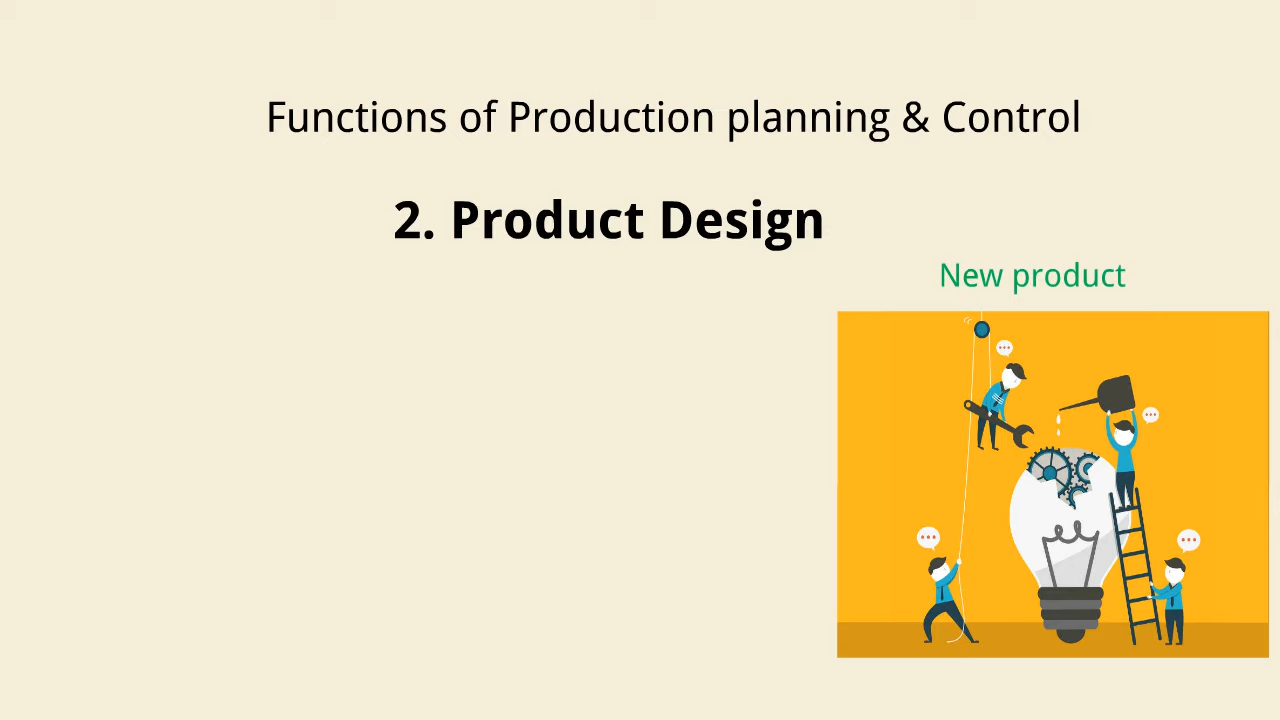 Functions of Production planning & Control
2. Product Design
New product